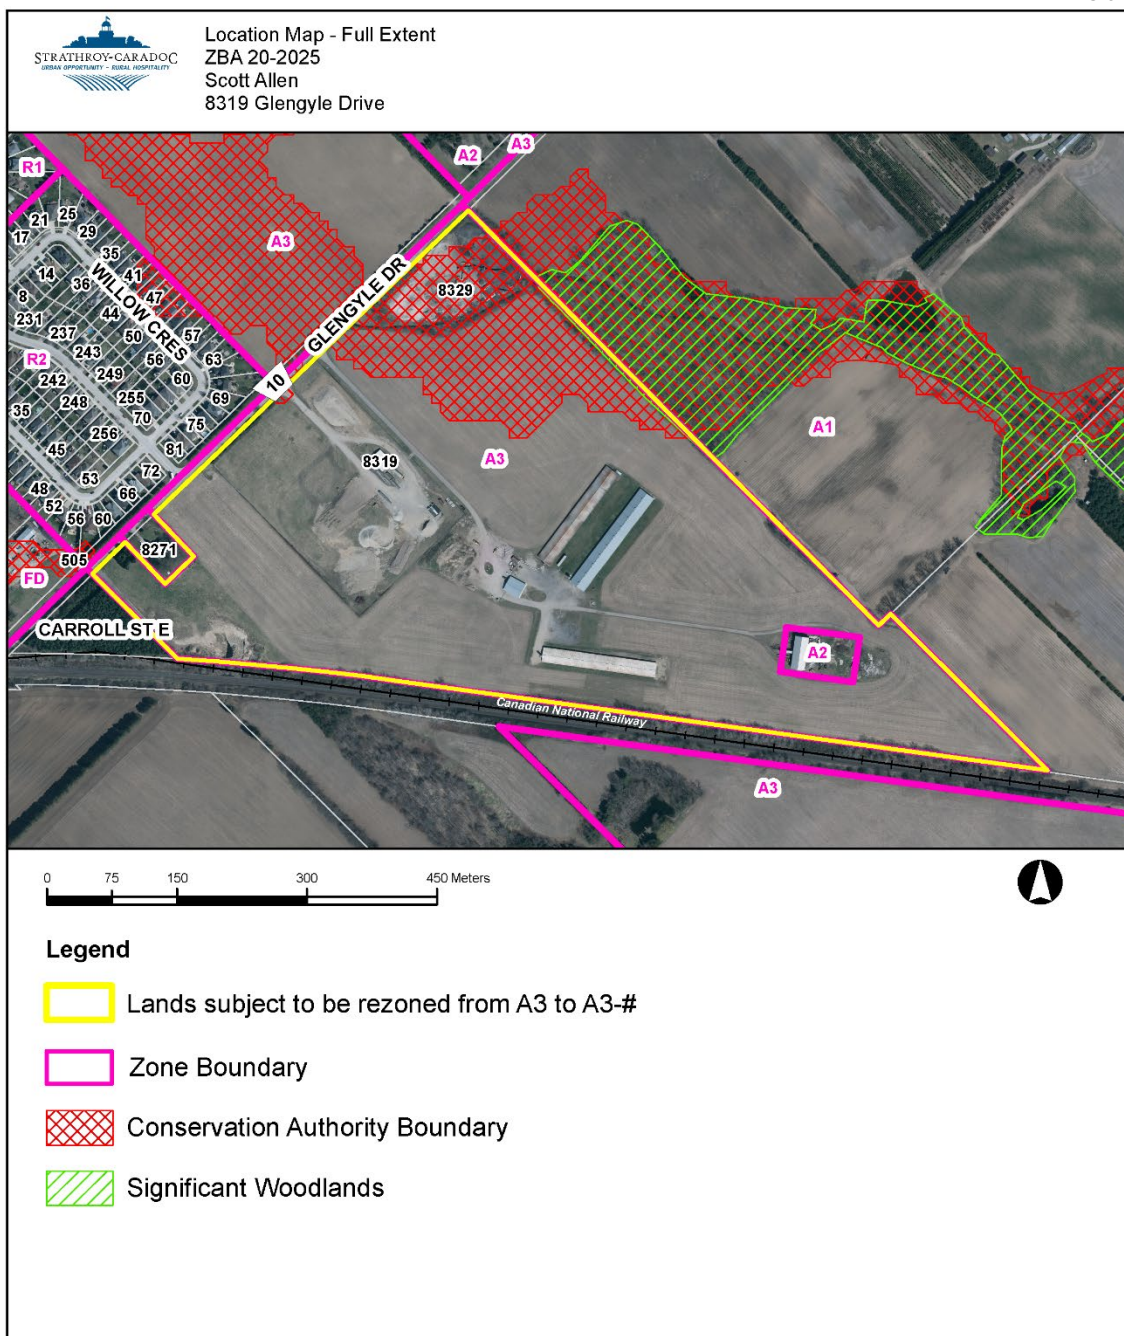 STRATHROY-CARADOC
URBAN OPPORTUNITY - RURAL HOSPITALITY
Location Map - Full Extent
ZBA 20-2025
Scott Allen
8319 Glengyle Drive
R1
A2
A3
21
25
29
17
35
A3
14
36
41
47
8
44
WILLOW CRES
GLENGYLE DR
8329
231
237
50
57
R2
243
56
63
242
249
60
10
248
255
69
35
70
A1
256
75
45
81
8319
A3
53
72
48
66
52
56
60
505
8271
FD
CARROLL ST E
A2
Canadian National Railway
A3
0 75 150 300 450 Meters
Legend
Lands subject to be rezoned from A3 to A3-#
Zone Boundary
Conservation Authority Boundary
Significant Woodlands